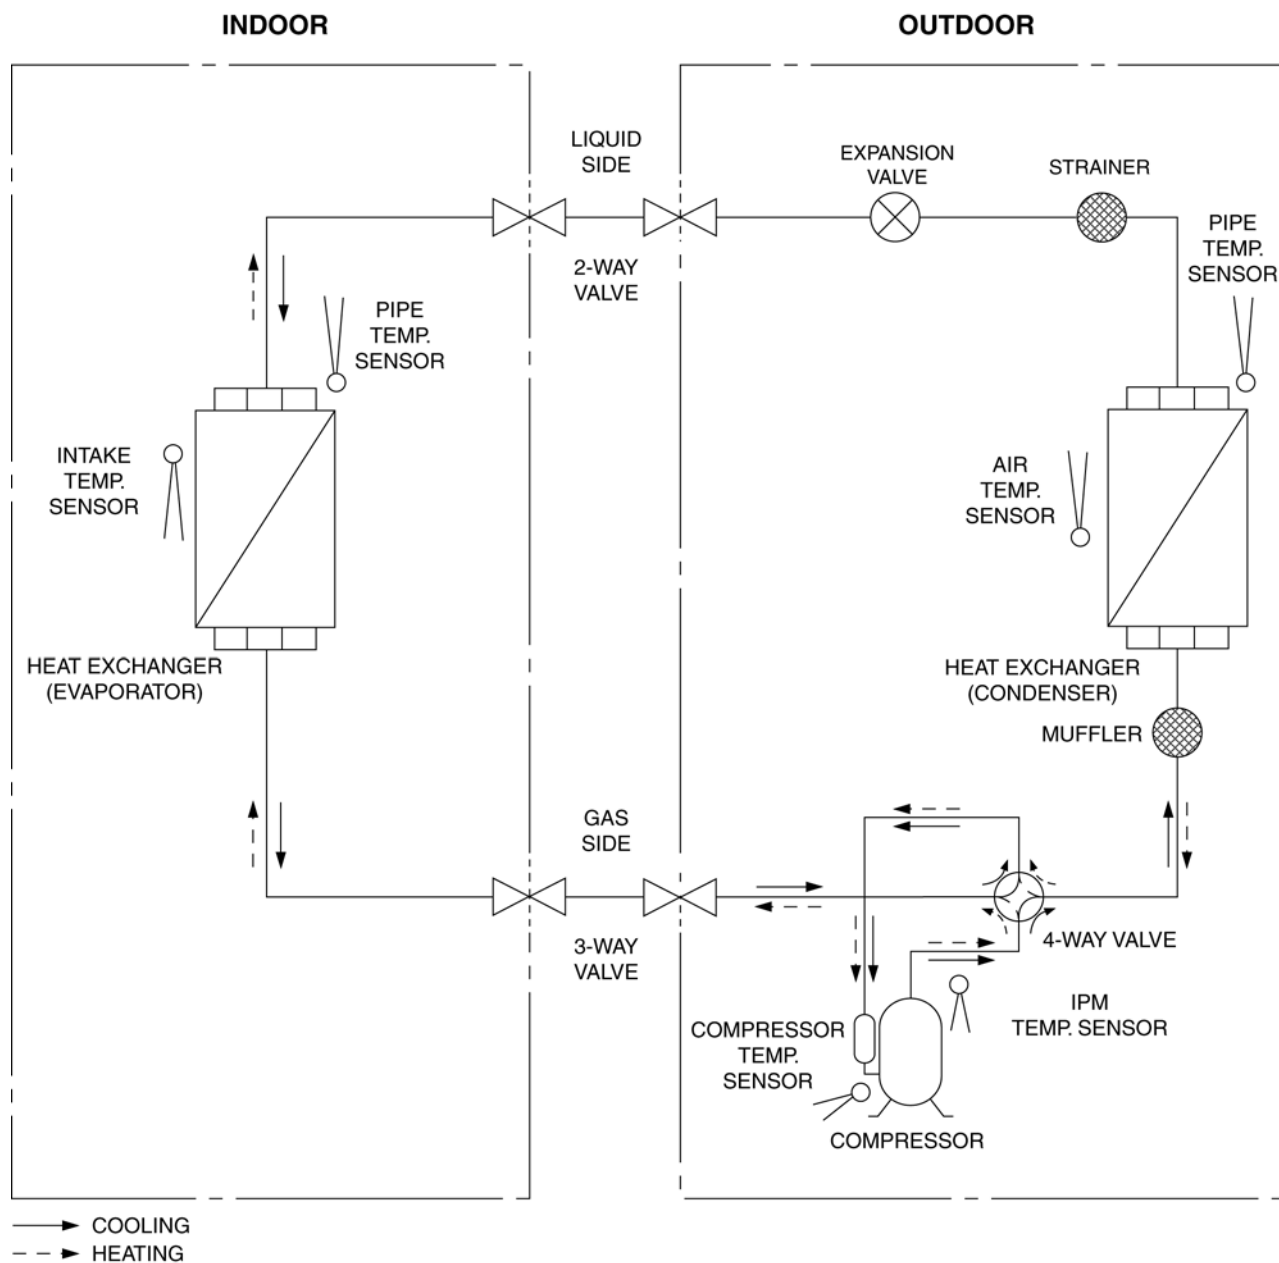 INDOOR
OUTDOOR
LIQUID
SIDE
EXPANSION
VALVE
STRAINER
PIPE
TEMP.
SENSOR
2-WAY
VALVE
PIPE
TEMP.
SENSOR
INTAKE
TEMP.
SENSOR
AIR
TEMP.
SENSOR
HEAT EXCHANGER
(EVAPORATOR)
HEAT EXCHANGER
(CONDENSER)
MUFFLER
GAS
SIDE
3-WAY
VALVE
4-WAY VALVE
IPM
TEMP. SENSOR
COMPRESSOR
TEMP.
SENSOR
COMPRESSOR
COOLING
HEATING